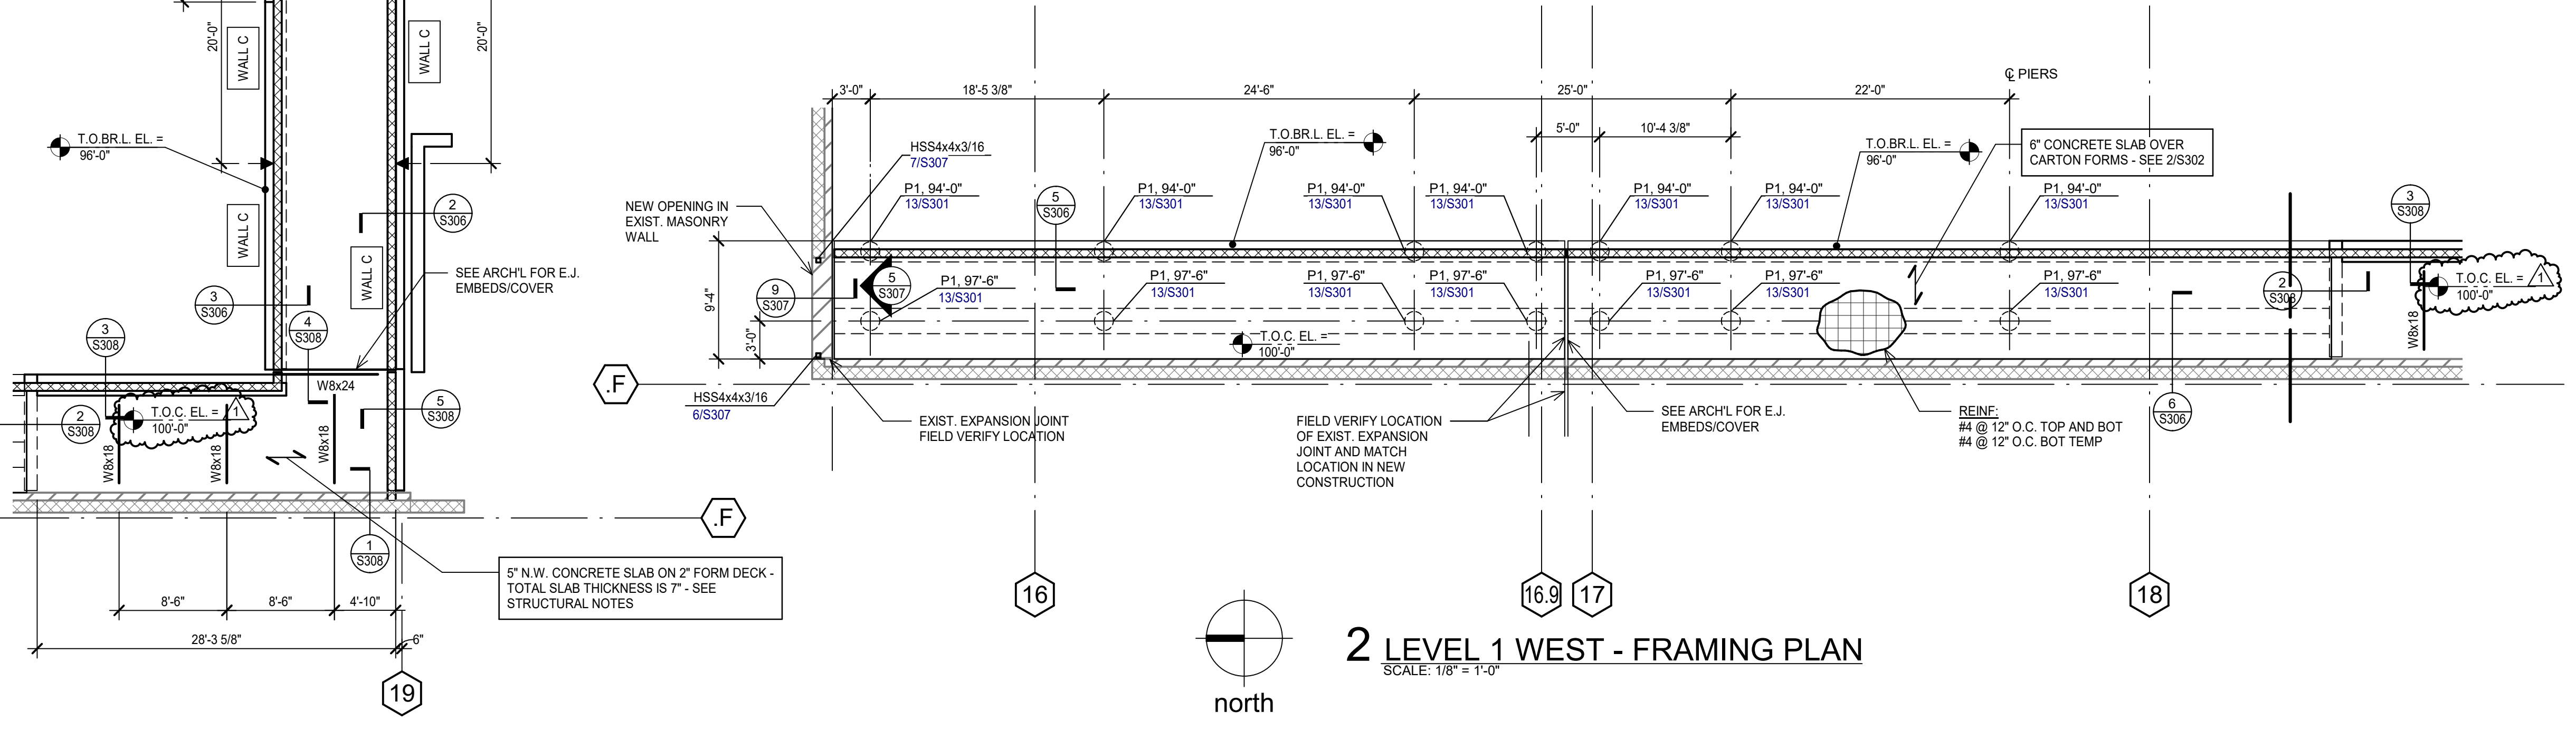 20'-0"
WALL C
WALL C
20'-0"
T.O.BR.L. EL. =
96'-0"
WALL C
WALL C
2
S306
3
S306
4
S308
SEE ARCH'L FOR E.J.
EMBEDS/COVER
3
S308
W8x24
T.O.C. EL. =
100'-0"
1
2
S308
5
S308
W8x18
W8x18
W8x18
.F
1
S308
5" N.W. CONCRETE SLAB ON 2" FORM DECK -
TOTAL SLAB THICKNESS IS 7" - SEE
STRUCTURAL NOTES
8'-6"
8'-6"
4'-10"
28'-3 5/8"
6"
19
℄ PIERS
3'-0"
18'-5 3/8"
24'-6"
25'-0"
22'-0"
5'-0"
10'-4 3/8"
HSS4x4x3/16
7/S307
T.O.BR.L. EL. =
96'-0"
T.O.BR.L. EL. =
96'-0"
6" CONCRETE SLAB OVER
CARTON FORMS - SEE 2/S302
NEW OPENING IN
EXIST. MASONRY
WALL
P1, 94'-0"
13/S301
5
S306
P1, 94'-0"
13/S301
P1, 94'-0"
13/S301
P1, 94'-0"
13/S301
P1, 94'-0"
13/S301
P1, 94'-0"
13/S301
P1, 94'-0"
13/S301
3
S308
9'-4"
3'-0"
9
S307
5
S307
P1, 97'-6"
13/S301
P1, 97'-6"
13/S301
P1, 97'-6"
13/S301
P1, 97'-6"
13/S301
P1, 97'-6"
13/S301
P1, 97'-6"
13/S301
P1, 97'-6"
13/S301
2
S308
T.O.C. EL. =
100'-0"
1
W8x18
T.O.C. EL. =
100'-0"
.F
HSS4x4x3/16
6/S307
EXIST. EXPANSION JOINT
FIELD VERIFY LOCATION
FIELD VERIFY LOCATION
OF EXIST. EXPANSION
JOINT AND MATCH
LOCATION IN NEW
CONSTRUCTION
SEE ARCH'L FOR E.J.
EMBEDS/COVER
REINF:
#4 @ 12" O.C. TOP AND BOT
#4 @ 12" O.C. BOT TEMP
6
S306
16
16.9
17
18
2 LEVEL 1 WEST - FRAMING PLAN
SCALE: 1/8" = 1'-0"
north